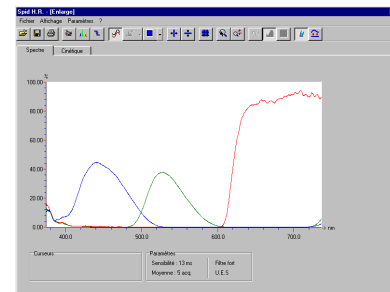 Spid H.R. - [Enlarge]
Fichier Affichage Paramètres ?
Spectre Cinétique
%
100.00
80.00
60.00
40.00
20.00
0.00
400.0 500.0 600.0 700.0 nm
Curseurs
Paramètres
Sensibilité : 13 ms Filtre fort
Moyenne : 5 acq. U.E.S